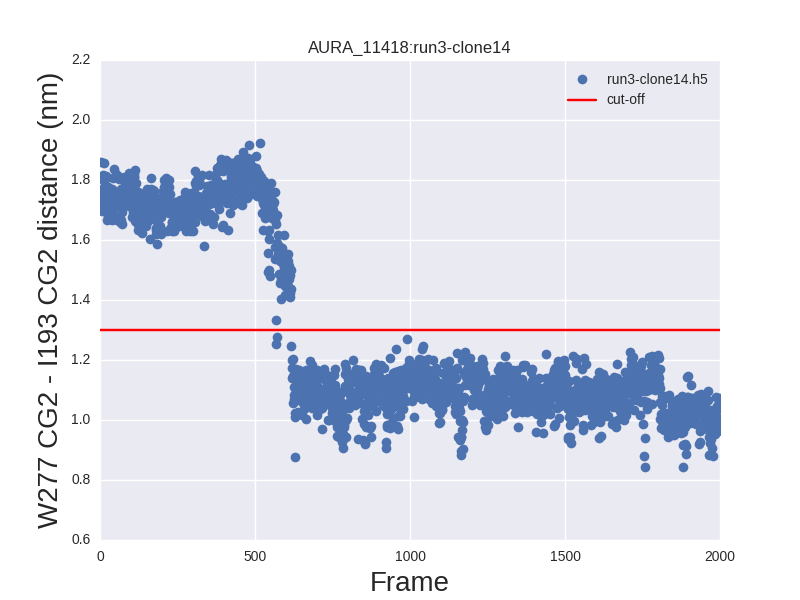 AURA_11418:run3-clone14
run3-clone14.h5
cut-off
W277 CG2 - I193 CG2 distance (nm)
2.2
2.0
1.8
1.6
1.4
1.2
1.0
0.8
0.6
0 500 1000 1500 2000
Frame